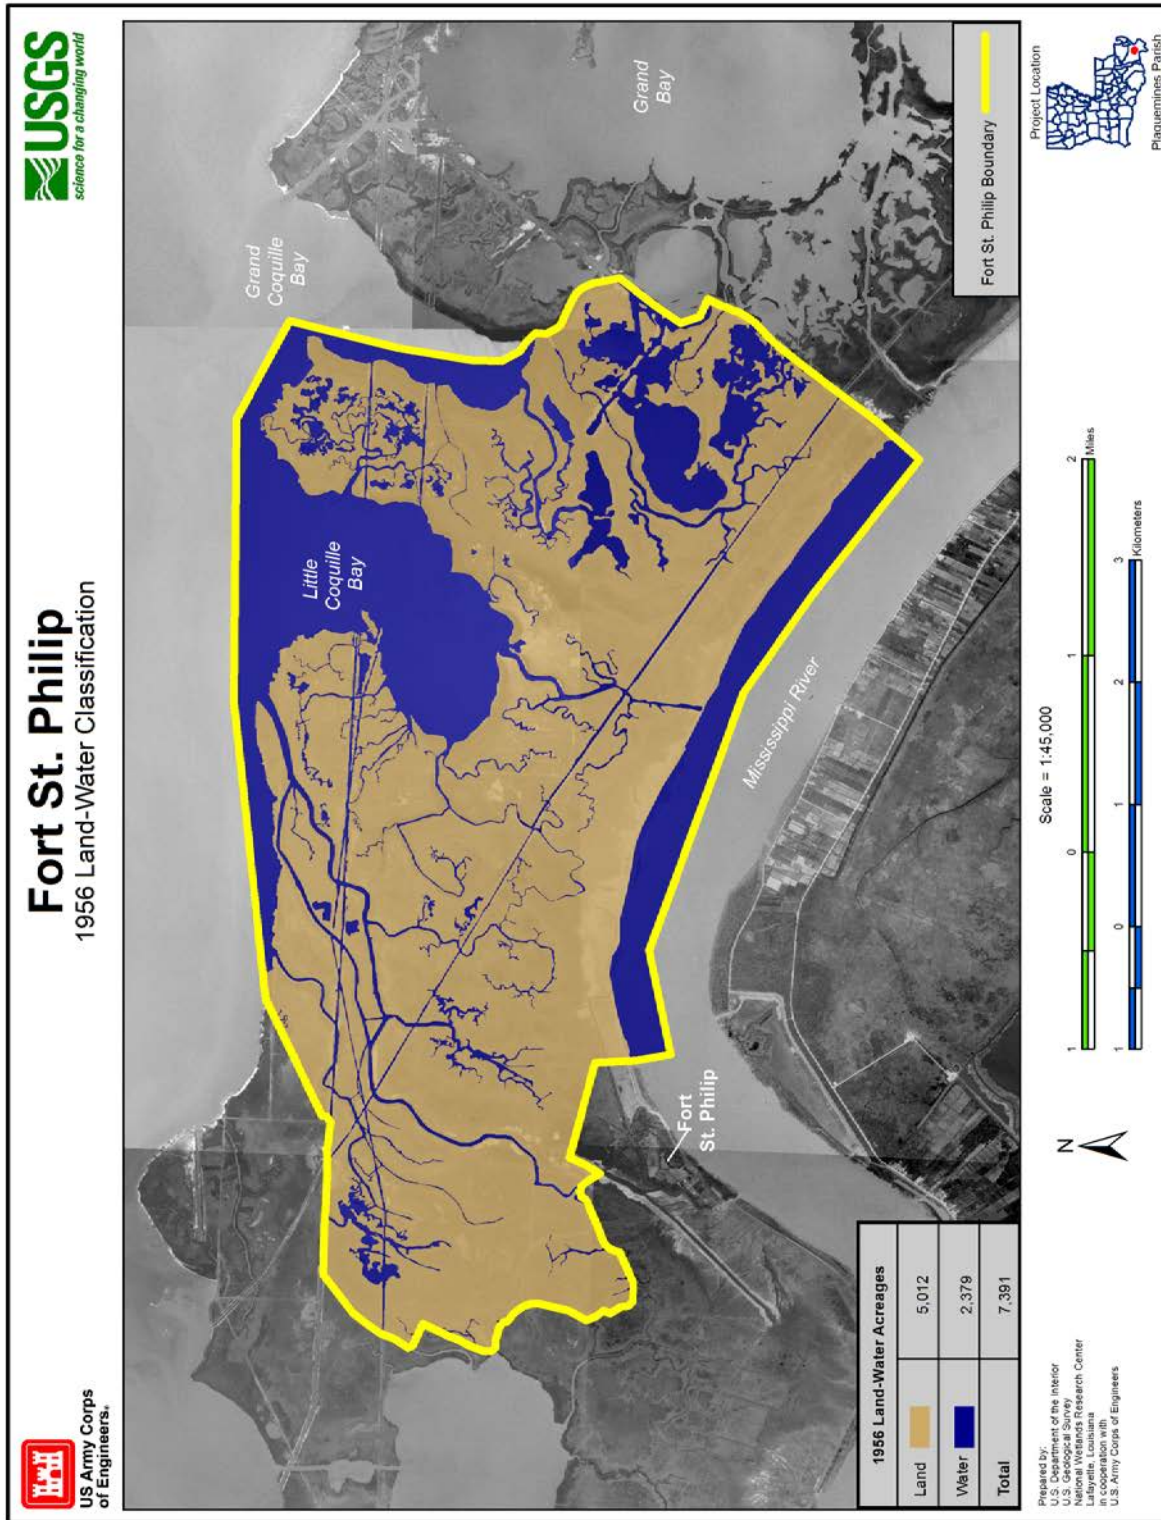 US Army Corps
of Engineers®
Fort St. Philip
1956 Land-Water Classification
USGS
science for a changing world
Grand
Coquille
Bay
Little
Coquille
Bay
Grand
Bay
Mississippi River
Fort
St. Philip
Fort St. Philip Boundary
1956 Land-Water Acreages
Land 5,012
Water 2,379
Total 7,391
Prepared by:
U.S. Department of the Interior
U.S. Geological Survey
National Wetlands Research Center
Lafayette, Louisiana
in cooperation with
U.S. Army Corps of Engineers
N
Scale = 1:45,000
1 0 1 2 Miles
1 0 1 2 3 Kilometers
Project Location
Plaquemines Parish